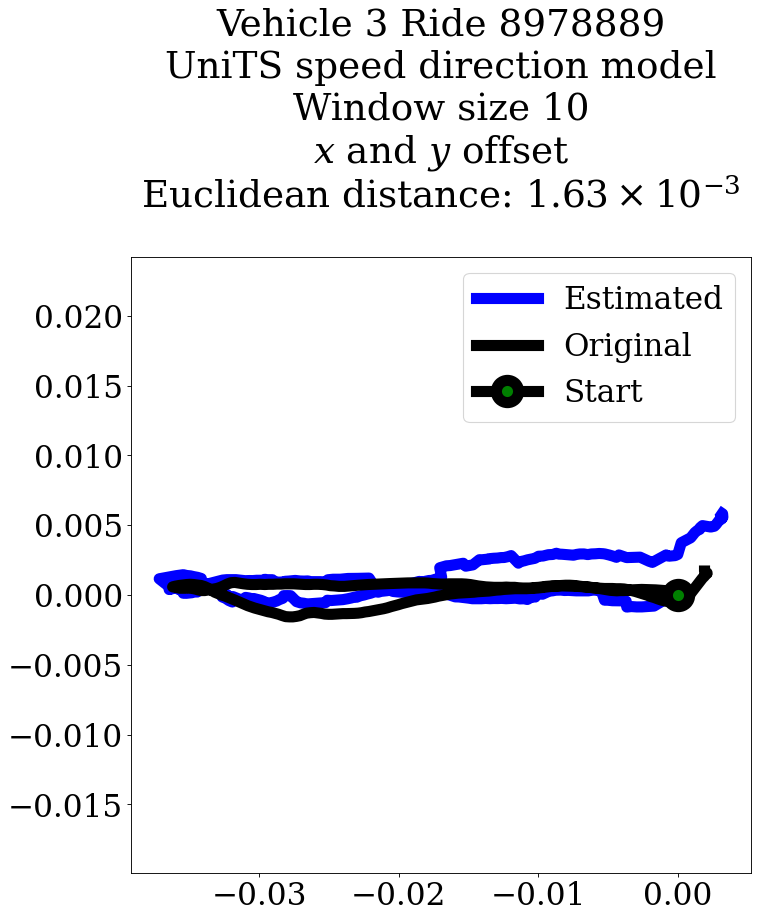 Vehicle 3 Ride 8978889
UniTS speed direction model
Window size 10
x and y offset
Euclidean distance: 1.63 × 10⁻³
Estimated
Original
Start
0.020
0.015
0.010
0.005
0.000
−0.005
−0.010
−0.015
−0.03 −0.02 −0.01 0.00